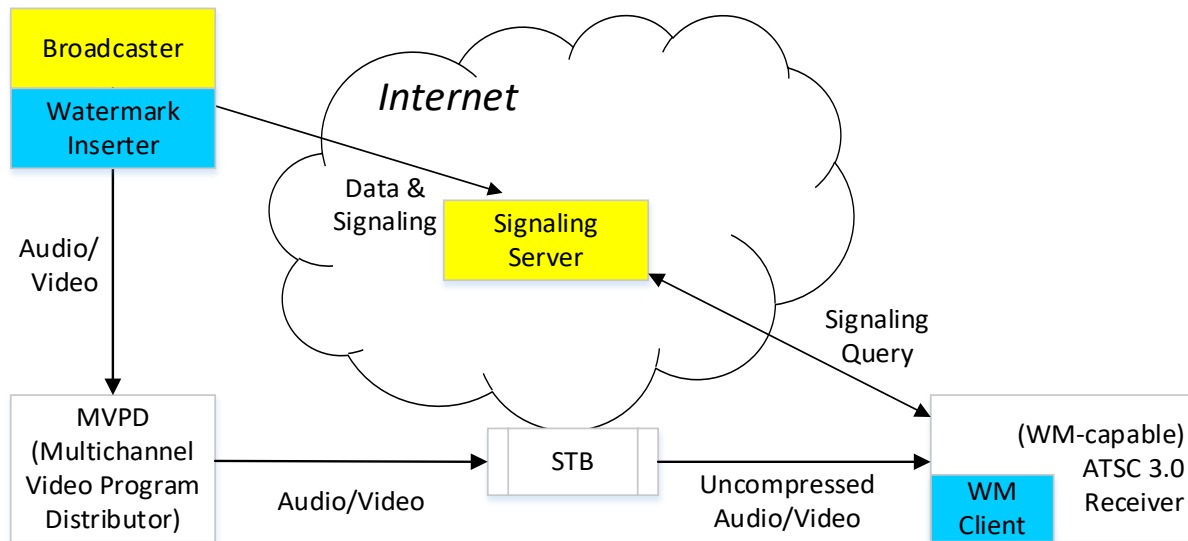 Broadcaster
Watermark
Inserter
Internet
Data &
Signaling
Signaling
Server
Audio/
Video
Signaling
Query
MVPD
(Multichannel
Video Program
Distributor)
Audio/Video
STB
Uncompressed
Audio/Video
(WM-capable)
ATSC 3.0
Receiver
WM
Client